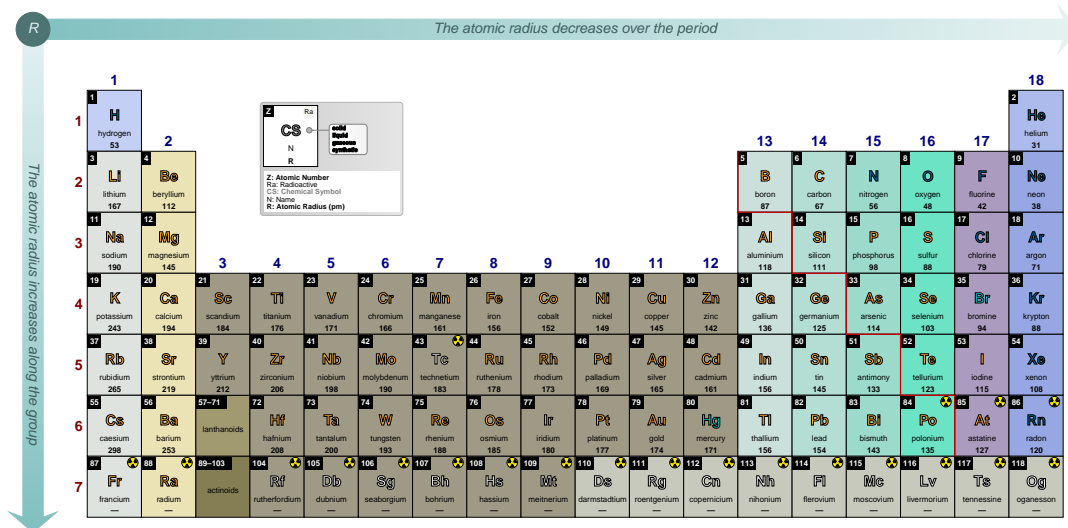 R
The atomic radius decreases over the period
The atomic radius increases along the group
1 18
Z Ra
CS
N
R
solid
liquid
gaseous
synthetic
Z: Atomic Number
Ra: Radioactive
CS: Chemical Symbol
N: Name
R: Atomic Radius (pm)
1 1 2
H He
hydrogen helium
53 31
2 13 14 15 16 17
2 3 4 5 6 7 8 9 10
Li Be B C N O F Ne
lithium beryllium boron carbon nitrogen oxygen fluorine neon
167 112 87 67 56 48 42 38
3 11 12 13 14 15 16 17 18
Na Mg Al Si P S Cl Ar
sodium magnesium aluminium silicon phosphorus sulfur chlorine argon
190 145 118 111 98 88 79 71
3 4 5 6 7 8 9 10 11 12
4 19 20 21 22 23 24 25 26 27 28 29 30 31 32 33 34 35 36
K Ca Sc Ti V Cr Mn Fe Co Ni Cu Zn Ga Ge As Se Br Kr
potassium calcium scandium titanium vanadium chromium manganese iron cobalt nickel copper zinc gallium germanium arsenic selenium bromine krypton
243 194 184 176 171 166 161 156 152 149 145 142 136 125 114 103 94 88
5 37 38 39 40 41 42 43 44 45 46 47 48 49 50 51 52 53 54
Rb Sr Y Zr Nb Mo Tc Ru Rh Pd Ag Cd In Sn Sb Te I Xe
rubidium strontium yttrium zirconium niobium molybdenum technetium ruthenium rhodium palladium silver cadmium indium tin antimony tellurium iodine xenon
265 219 212 206 198 190 183 178 173 169 165 161 156 145 133 123 115 108
6 55 56 57–71 72 73 74 75 76 77 78 79 80 81 82 83 84 85 86
Cs Ba Hf Ta W Re Os Ir Pt Au Hg Tl Pb Bi Po At Rn
caesium barium lanthanoids hafnium tantalum tungsten rhenium osmium iridium platinum gold mercury thallium lead bismuth polonium astatine radon
298 253 208 200 193 188 185 180 177 174 171 156 154 143 135 127 120
7 87 88 89–103 104 105 106 107 108 109 110 111 112 113 114 115 116 117 118
Fr Ra Rf Db Sg Bh Hs Mt Ds Rg Cn Nh Fl Mc Lv Ts Og
francium radium actinoids rutherfordium dubnium seaborgium bohrium hassium meitnerium darmstadtium roentgenium copernicium nihonium flerovium moscovium livermorium tennessine oganesson
— — — — — — — — — — — — — — — — —